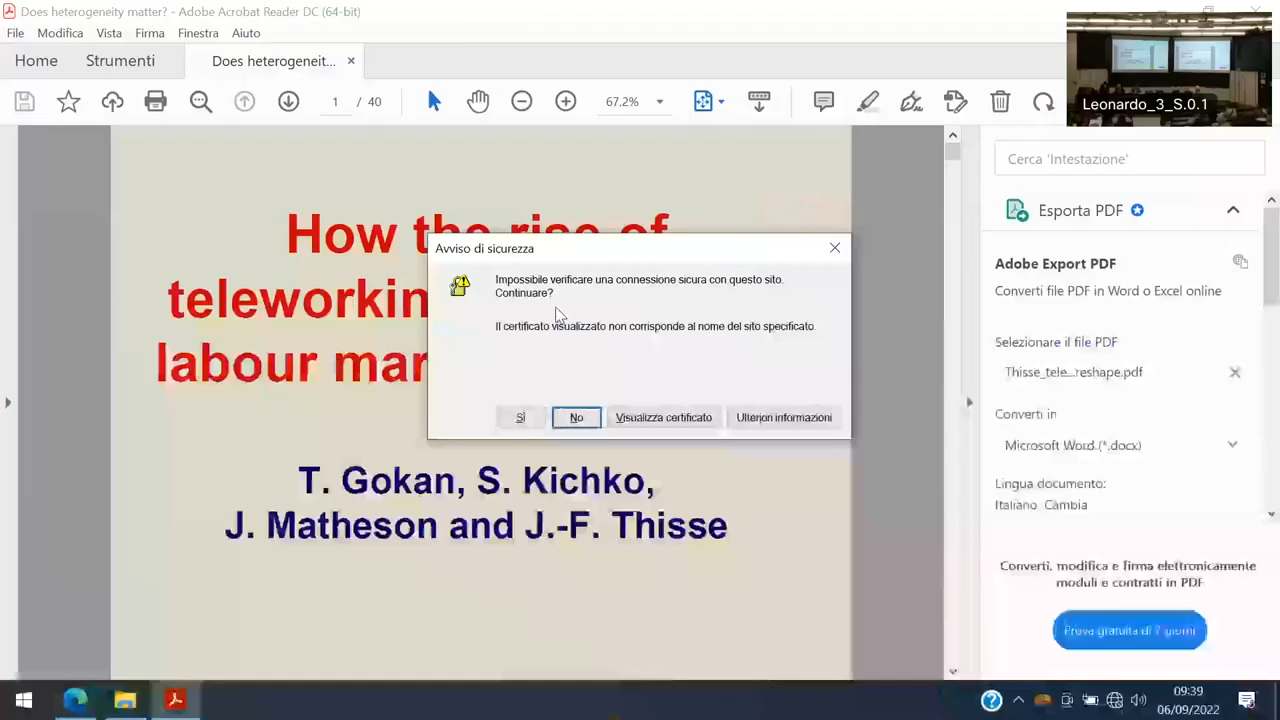 Does heterogeneity matter? - Adobe Acrobat Reader DC (64-bit)
File Modifica Vista Firma Finestra Aiuto
Home Strumenti Does heterogeneit... ×
1 / 40 67,2%
Leonardo_3_S.0.1
Cerca 'Intestazione'
Esporta PDF
Adobe Export PDF
Converti file PDF in Word o Excel online
Selezionare il file PDF
Thisse_tele...reshape.pdf
Converti in
Microsoft Word (*.docx)
Lingua documento:
Italiano Cambia
Converti, modifica e firma elettronicamente
moduli e contratti in PDF
Prova gratuita di 7 giorni
How the rise of
teleworkin
labour mar
T. Gokan, S. Kichko,
J. Matheson and J.-F. Thisse
Avviso di sicurezza
Impossibile verificare una connessione sicura con questo sito.
Continuare?
Il certificato visualizzato non corrisponde al nome del sito specificato.
Sì No Visualizza certificato Ulteriori informazioni
09:39
06/09/2022